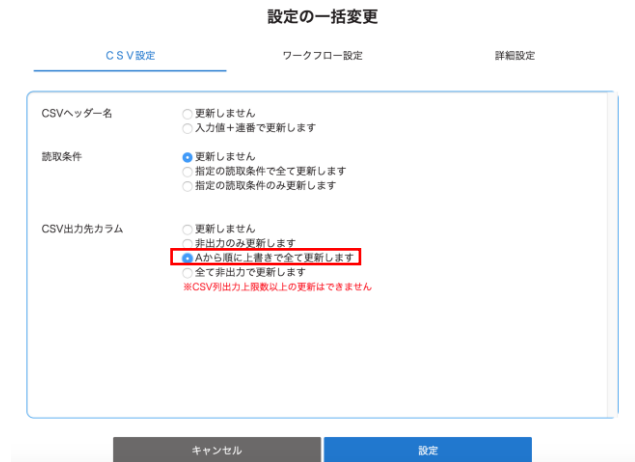 設定の一括変更
CSV設定 ワークフロー設定 詳細設定
CSVヘッダー名
更新しません
入力値+連番で更新します
読取条件
更新しません
指定の読取条件で全て更新します
指定の読取条件のみ更新します
CSV出力先カラム
更新しません
非出力のみ更新します
Aから順に上書きで全て更新します
全て非出力で更新します
※CSV列出力上限数以上の更新はできません
キャンセル 設定